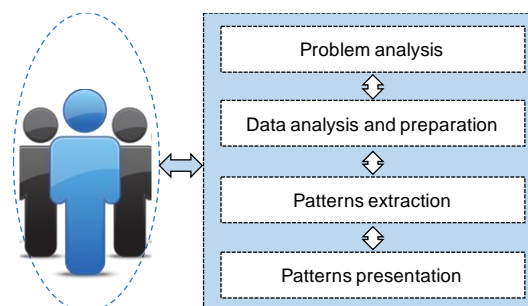 Problem analysis
Data analysis and preparation
Patterns extraction
Patterns presentation